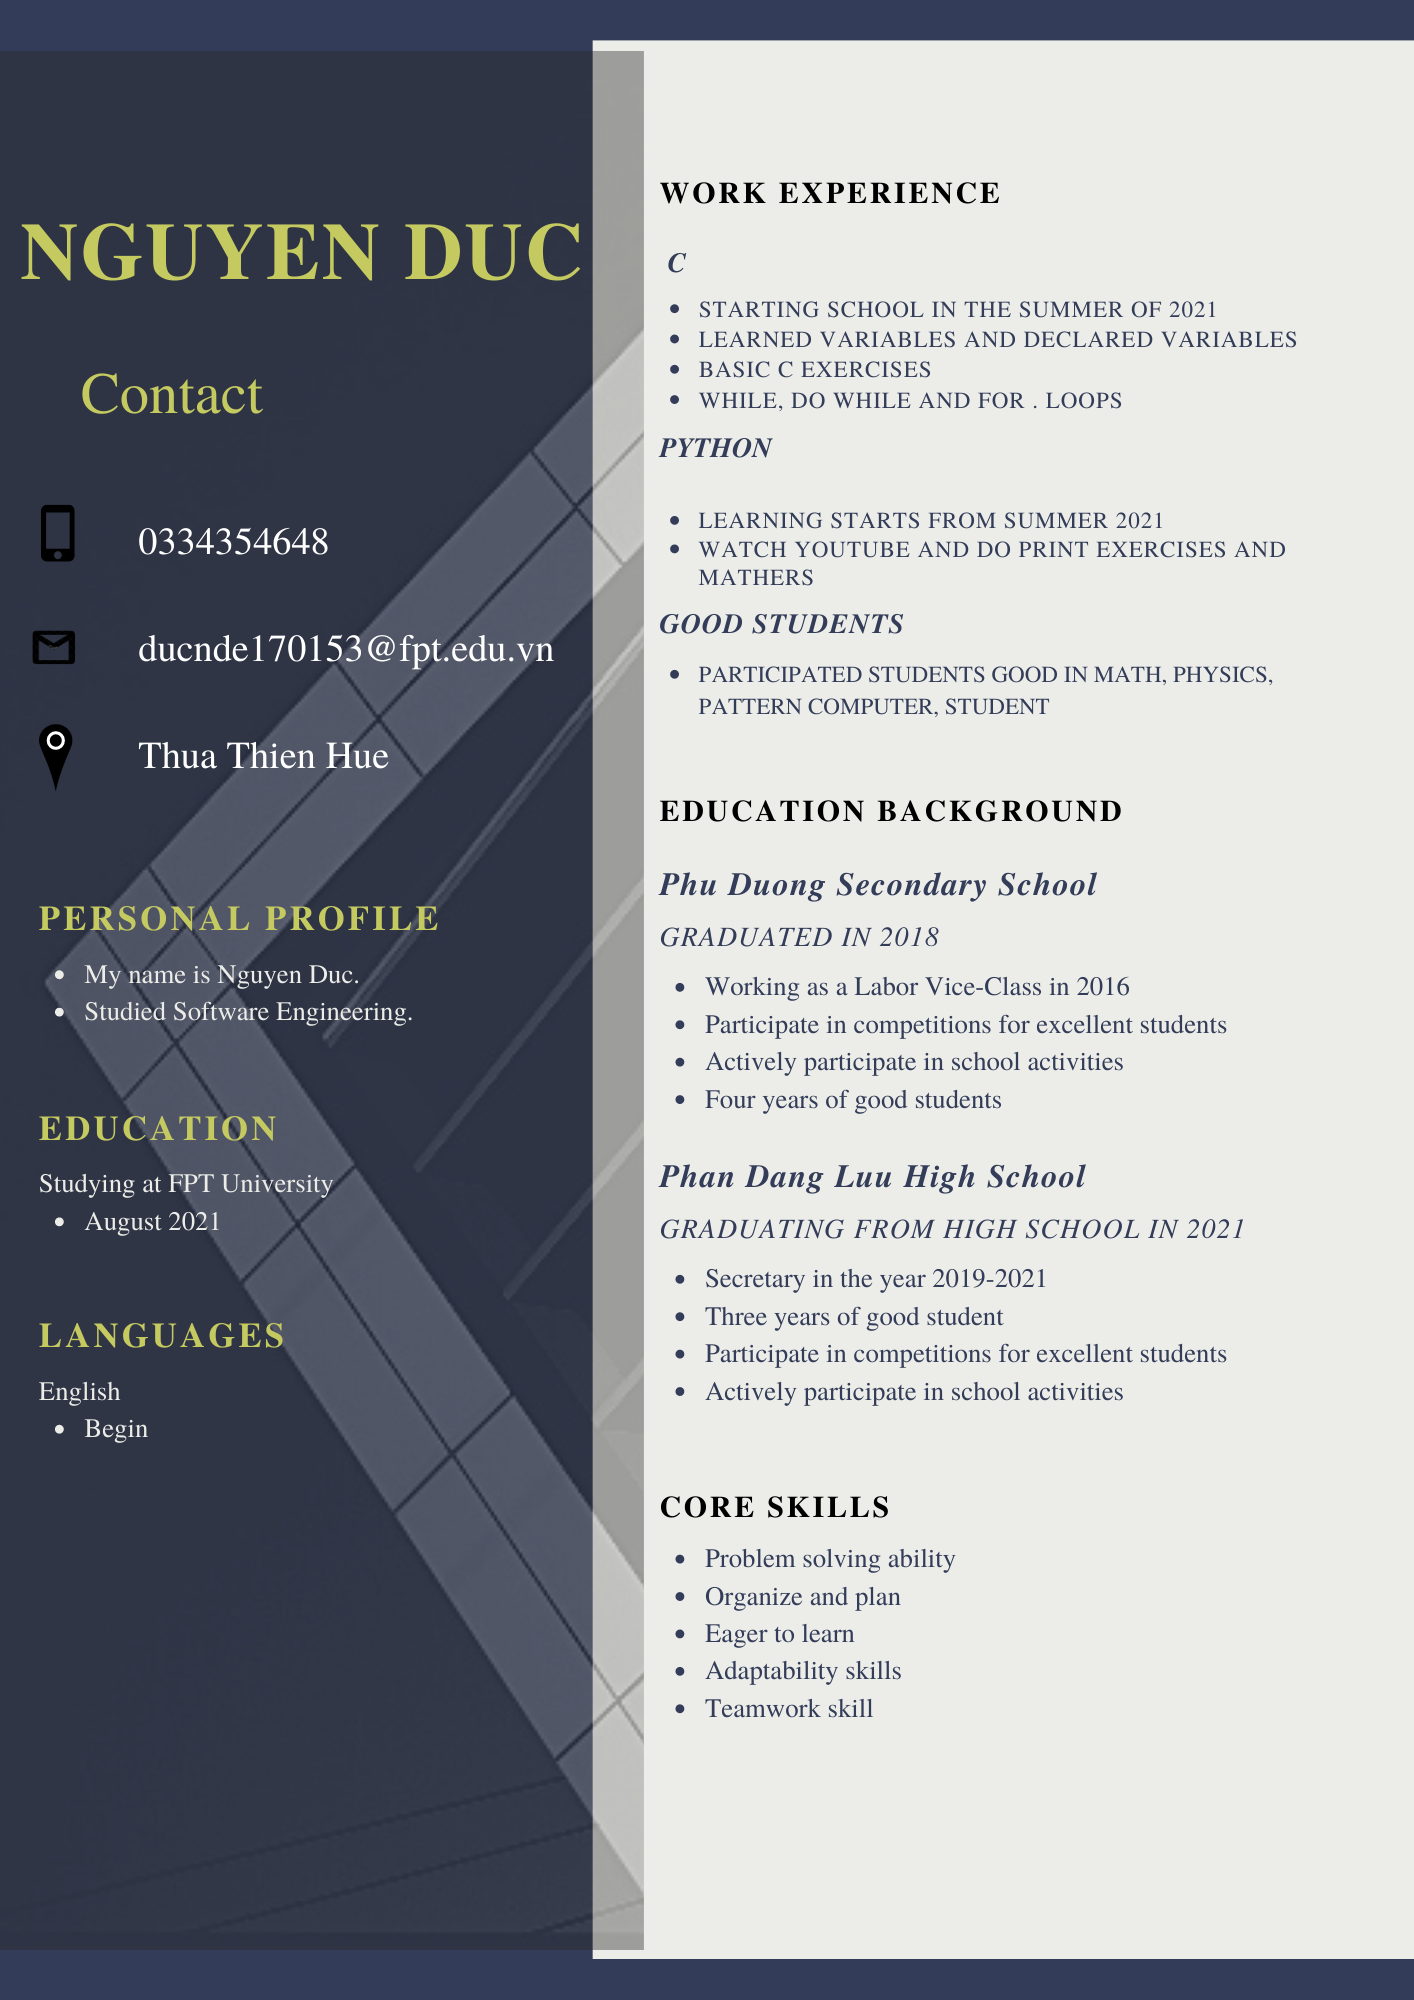 NGUYEN DUC
Contact
0334354648
ducnde170153@fpt.edu.vn
Thua Thien Hue
PERSONAL PROFILE
• My name is Nguyen Duc.
• Studied Software Engineering.
EDUCATION
Studying at FPT University
• August 2021
LANGUAGES
English
• Begin
WORK EXPERIENCE
C
• STARTING SCHOOL IN THE SUMMER OF 2021
• LEARNED VARIABLES AND DECLARED VARIABLES
• BASIC C EXERCISES
• WHILE, DO WHILE AND FOR . LOOPS
PYTHON
• LEARNING STARTS FROM SUMMER 2021
• WATCH YOUTUBE AND DO PRINT EXERCISES AND
MATHERS
GOOD STUDENTS
• PARTICIPATED STUDENTS GOOD IN MATH, PHYSICS,
PATTERN COMPUTER, STUDENT
EDUCATION BACKGROUND
Phu Duong Secondary School
GRADUATED IN 2018
• Working as a Labor Vice-Class in 2016
• Participate in competitions for excellent students
• Actively participate in school activities
• Four years of good students
Phan Dang Luu High School
GRADUATING FROM HIGH SCHOOL IN 2021
• Secretary in the year 2019-2021
• Three years of good student
• Participate in competitions for excellent students
• Actively participate in school activities
CORE SKILLS
• Problem solving ability
• Organize and plan
• Eager to learn
• Adaptability skills
• Teamwork skill